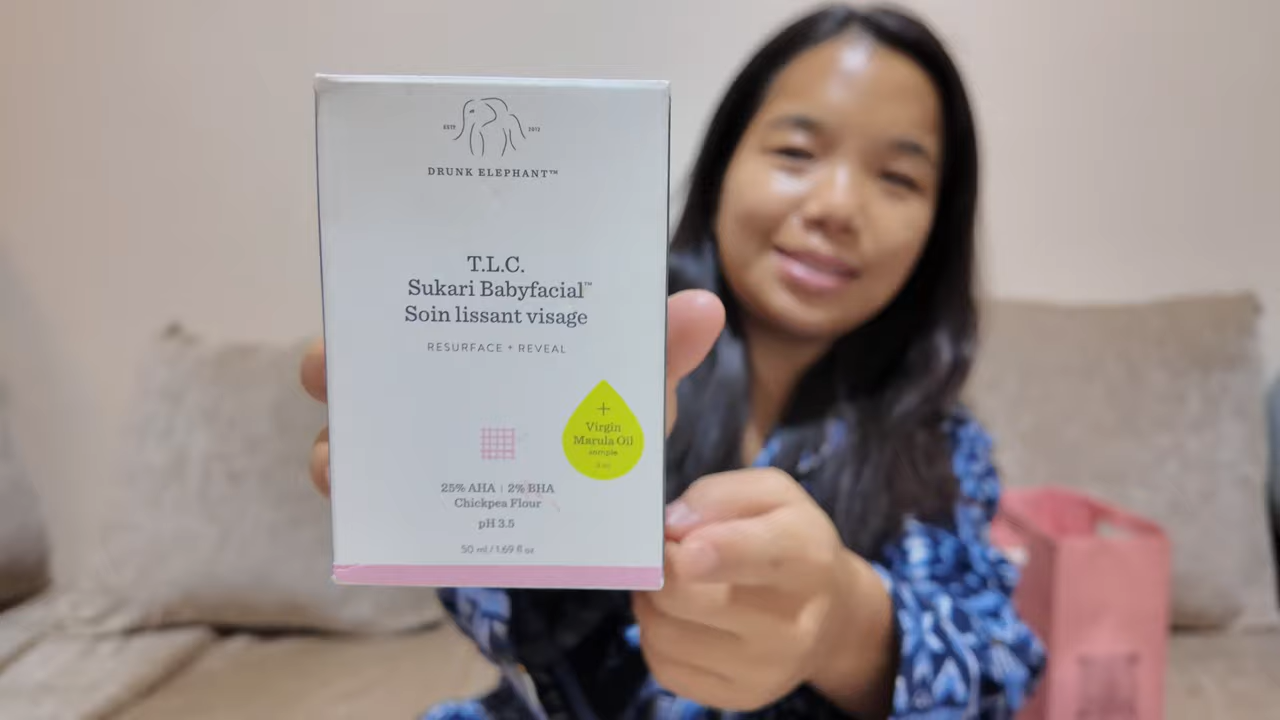 ESTD 2012
DRUNK ELEPHANT™
T.L.C.
Sukari Babyfacial™
Soin lissant visage
RESURFACE + REVEAL
+
Virgin
Marula Oil
sample
25% AHA | 2% BHA
Chickpea Flour
pH 3.5
50 ml / 1.69 fl oz